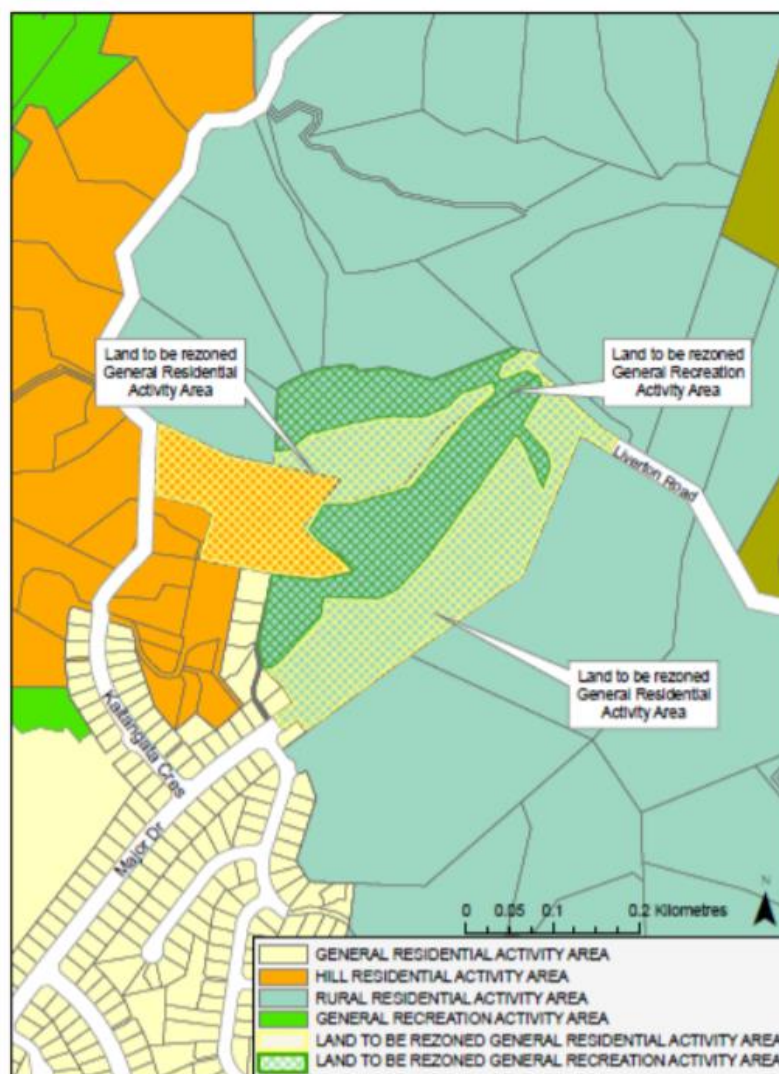 Land to be rezoned
General Residential
Activity Area
Land to be rezoned
General Recreation
Activity Area
Liverton Road
Land to be rezoned
General Residential
Activity Area
Kaitangata Cres
Major Dr
N
0 0.05 0.1 0.2 Kilometres
GENERAL RESIDENTIAL ACTIVITY AREA
HILL RESIDENTIAL ACTIVITY AREA
RURAL RESIDENTIAL ACTIVITY AREA
GENERAL RECREATION ACTIVITY AREA
LAND TO BE REZONED GENERAL RESIDENTIAL ACTIVITY AREA
LAND TO BE REZONED GENERAL RECREATION ACTIVITY AREA